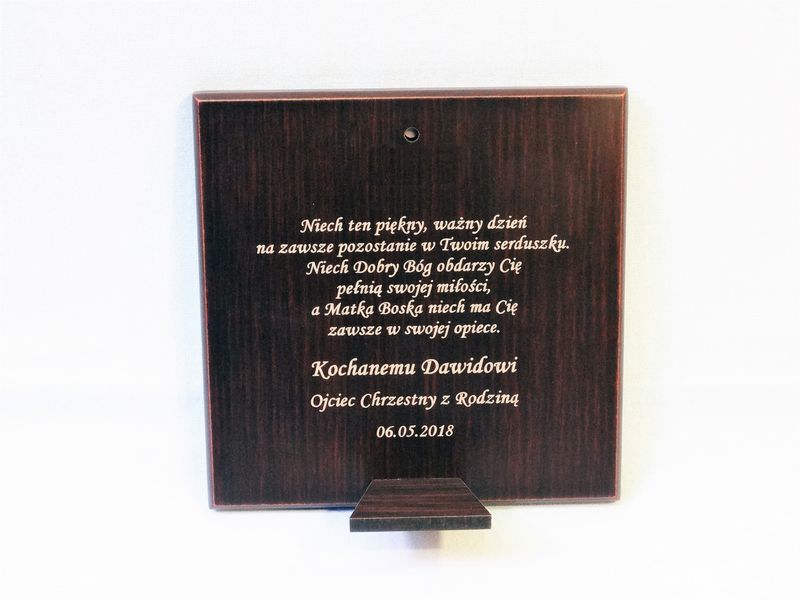 Niech ten piękny, ważny dzień
na zawsze pozostanie w Twoim serduszku.
Niech Dobry Bóg obdarzy Cię
pełnią swojej miłości,
a Matka Boska niech ma Cię
zawsze w swojej opiece.
Kochanemu Dawidowi
Ojciec Chrzestny z Rodziną
06.05.2018